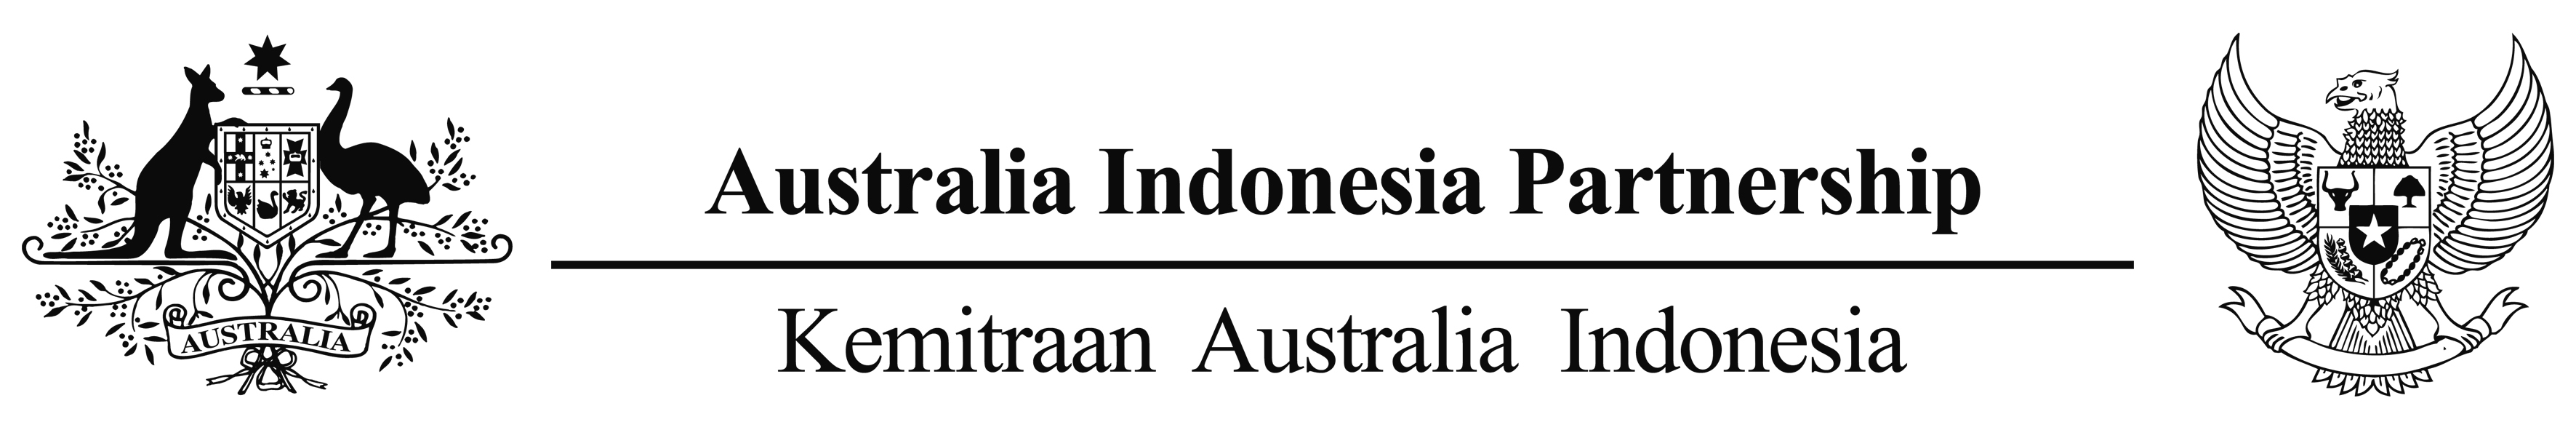 Australia Indonesia Partnership
Kemitraan Australia Indonesia
AUSTRALIA